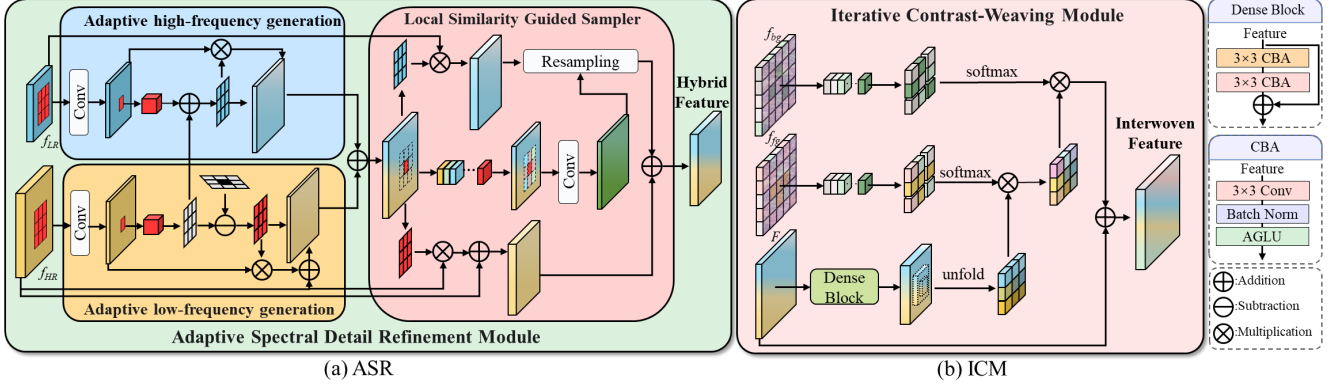 Adaptive high-frequency generation
f_LR
Conv
f_HR
Conv
Adaptive low-frequency generation
Local Similarity Guided Sampler
Resampling
Conv
Hybrid
Feature
Adaptive Spectral Detail Refinement Module
(a) ASR
Iterative Contrast-Weaving Module
f_bg
softmax
f_fg
softmax
F
Dense
Block
unfold
Interwoven
Feature
(b) ICM
Dense Block
Feature
3×3 CBA
3×3 CBA
CBA
Feature
3×3 Conv
Batch Norm
AGLU
:Addition
:Subtraction
:Multiplication